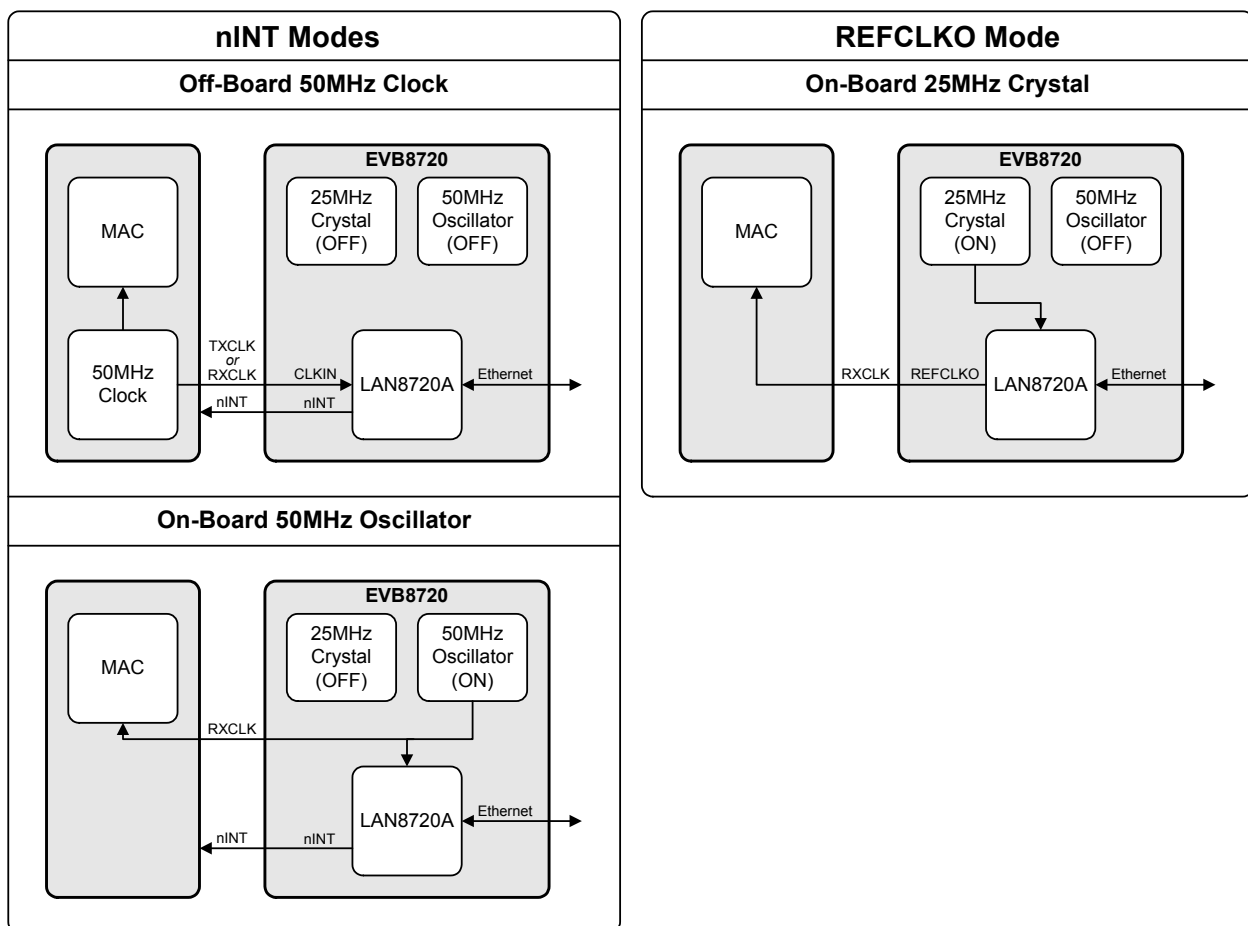 nINT Modes
Off-Board 50MHz Clock
EVB8720
MAC
25MHz
Crystal
(OFF)
50MHz
Oscillator
(OFF)
50MHz
Clock
TXCLK
or
RXCLK
CLKIN
nINT
nINT
LAN8720A
Ethernet
On-Board 50MHz Oscillator
EVB8720
MAC
25MHz
Crystal
(OFF)
50MHz
Oscillator
(ON)
RXCLK
LAN8720A
Ethernet
nINT
nINT
REFCLKO Mode
On-Board 25MHz Crystal
EVB8720
MAC
25MHz
Crystal
(ON)
50MHz
Oscillator
(OFF)
RXCLK
REFCLKO
LAN8720A
Ethernet